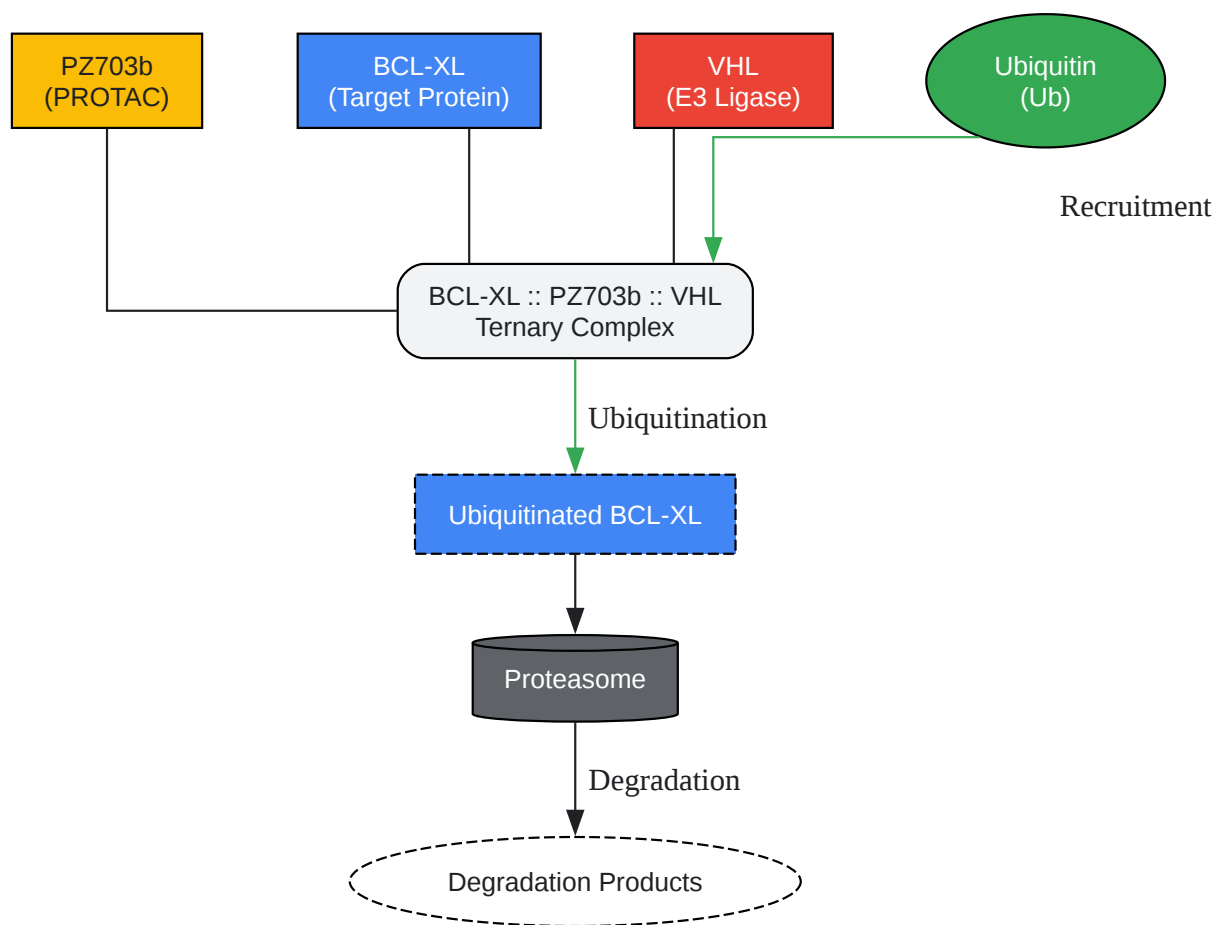 PZ703b
(PROTAC)
BCL-XL
(Target Protein)
VHL
(E3 Ligase)
Ubiquitin
(Ub)
Recruitment
BCL-XL :: PZ703b :: VHL
Ternary Complex
Ubiquitination
Ubiquitinated BCL-XL
Proteasome
Degradation
Degradation Products